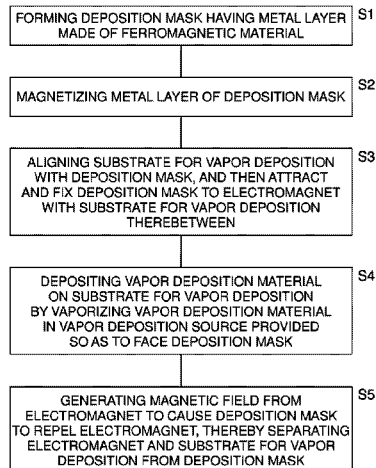 FORMING DEPOSITION MASK HAVING METAL LAYER
MADE OF FERROMAGNETIC MATERIAL
S1
MAGNETIZING METAL LAYER OF DEPOSITION MASK
S2
ALIGNING SUBSTRATE FOR VAPOR DEPOSITION
WITH DEPOSITION MASK, AND THEN ATTRACT
AND FIX DEPOSITION MASK TO ELECTROMAGNET
WITH SUBSTRATE FOR VAPOR DEPOSITION
THEREBETWEEN
S3
DEPOSITING VAPOR DEPOSITION MATERIAL
ON SUBSTRATE FOR VAPOR DEPOSITION
BY VAPORIZING VAPOR DEPOSITION MATERIAL
IN VAPOR DEPOSITION SOURCE PROVIDED
SO AS TO FACE DEPOSITION MASK
S4
GENERATING MAGNETIC FIELD FROM
ELECTROMAGNET TO CAUSE DEPOSITION MASK
TO REPEL ELECTROMAGNET, THEREBY SEPARATING
ELECTROMAGNET AND SUBSTRATE FOR VAPOR
DEPOSITION FROM DEPOSITION MASK
S5